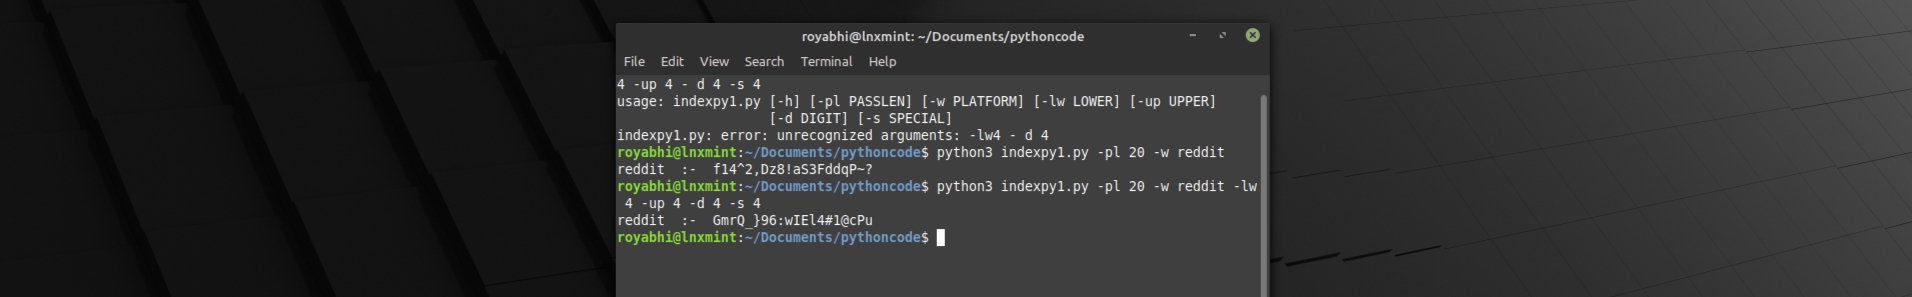 royabhi@lnxmint: ~/Documents/pythoncode
File Edit View Search Terminal Help
4 -up 4 - d 4 -s 4
usage: indexpy1.py [-h] [-pl PASSLEN] [-w PLATFORM] [-lw LOWER] [-up UPPER]
[-d DIGIT] [-s SPECIAL]
indexpy1.py: error: unrecognized arguments: -lw4 - d 4
royabhi@lnxmint:~/Documents/pythoncode$ python3 indexpy1.py -pl 20 -w reddit
reddit  :-  f14^2,Dz8!aS3FddqP~?
royabhi@lnxmint:~/Documents/pythoncode$ python3 indexpy1.py -pl 20 -w reddit -lw
 4 -up 4 -d 4 -s 4
reddit  :-  GmrQ_}96:wIEl4#1@cPu
royabhi@lnxmint:~/Documents/pythoncode$